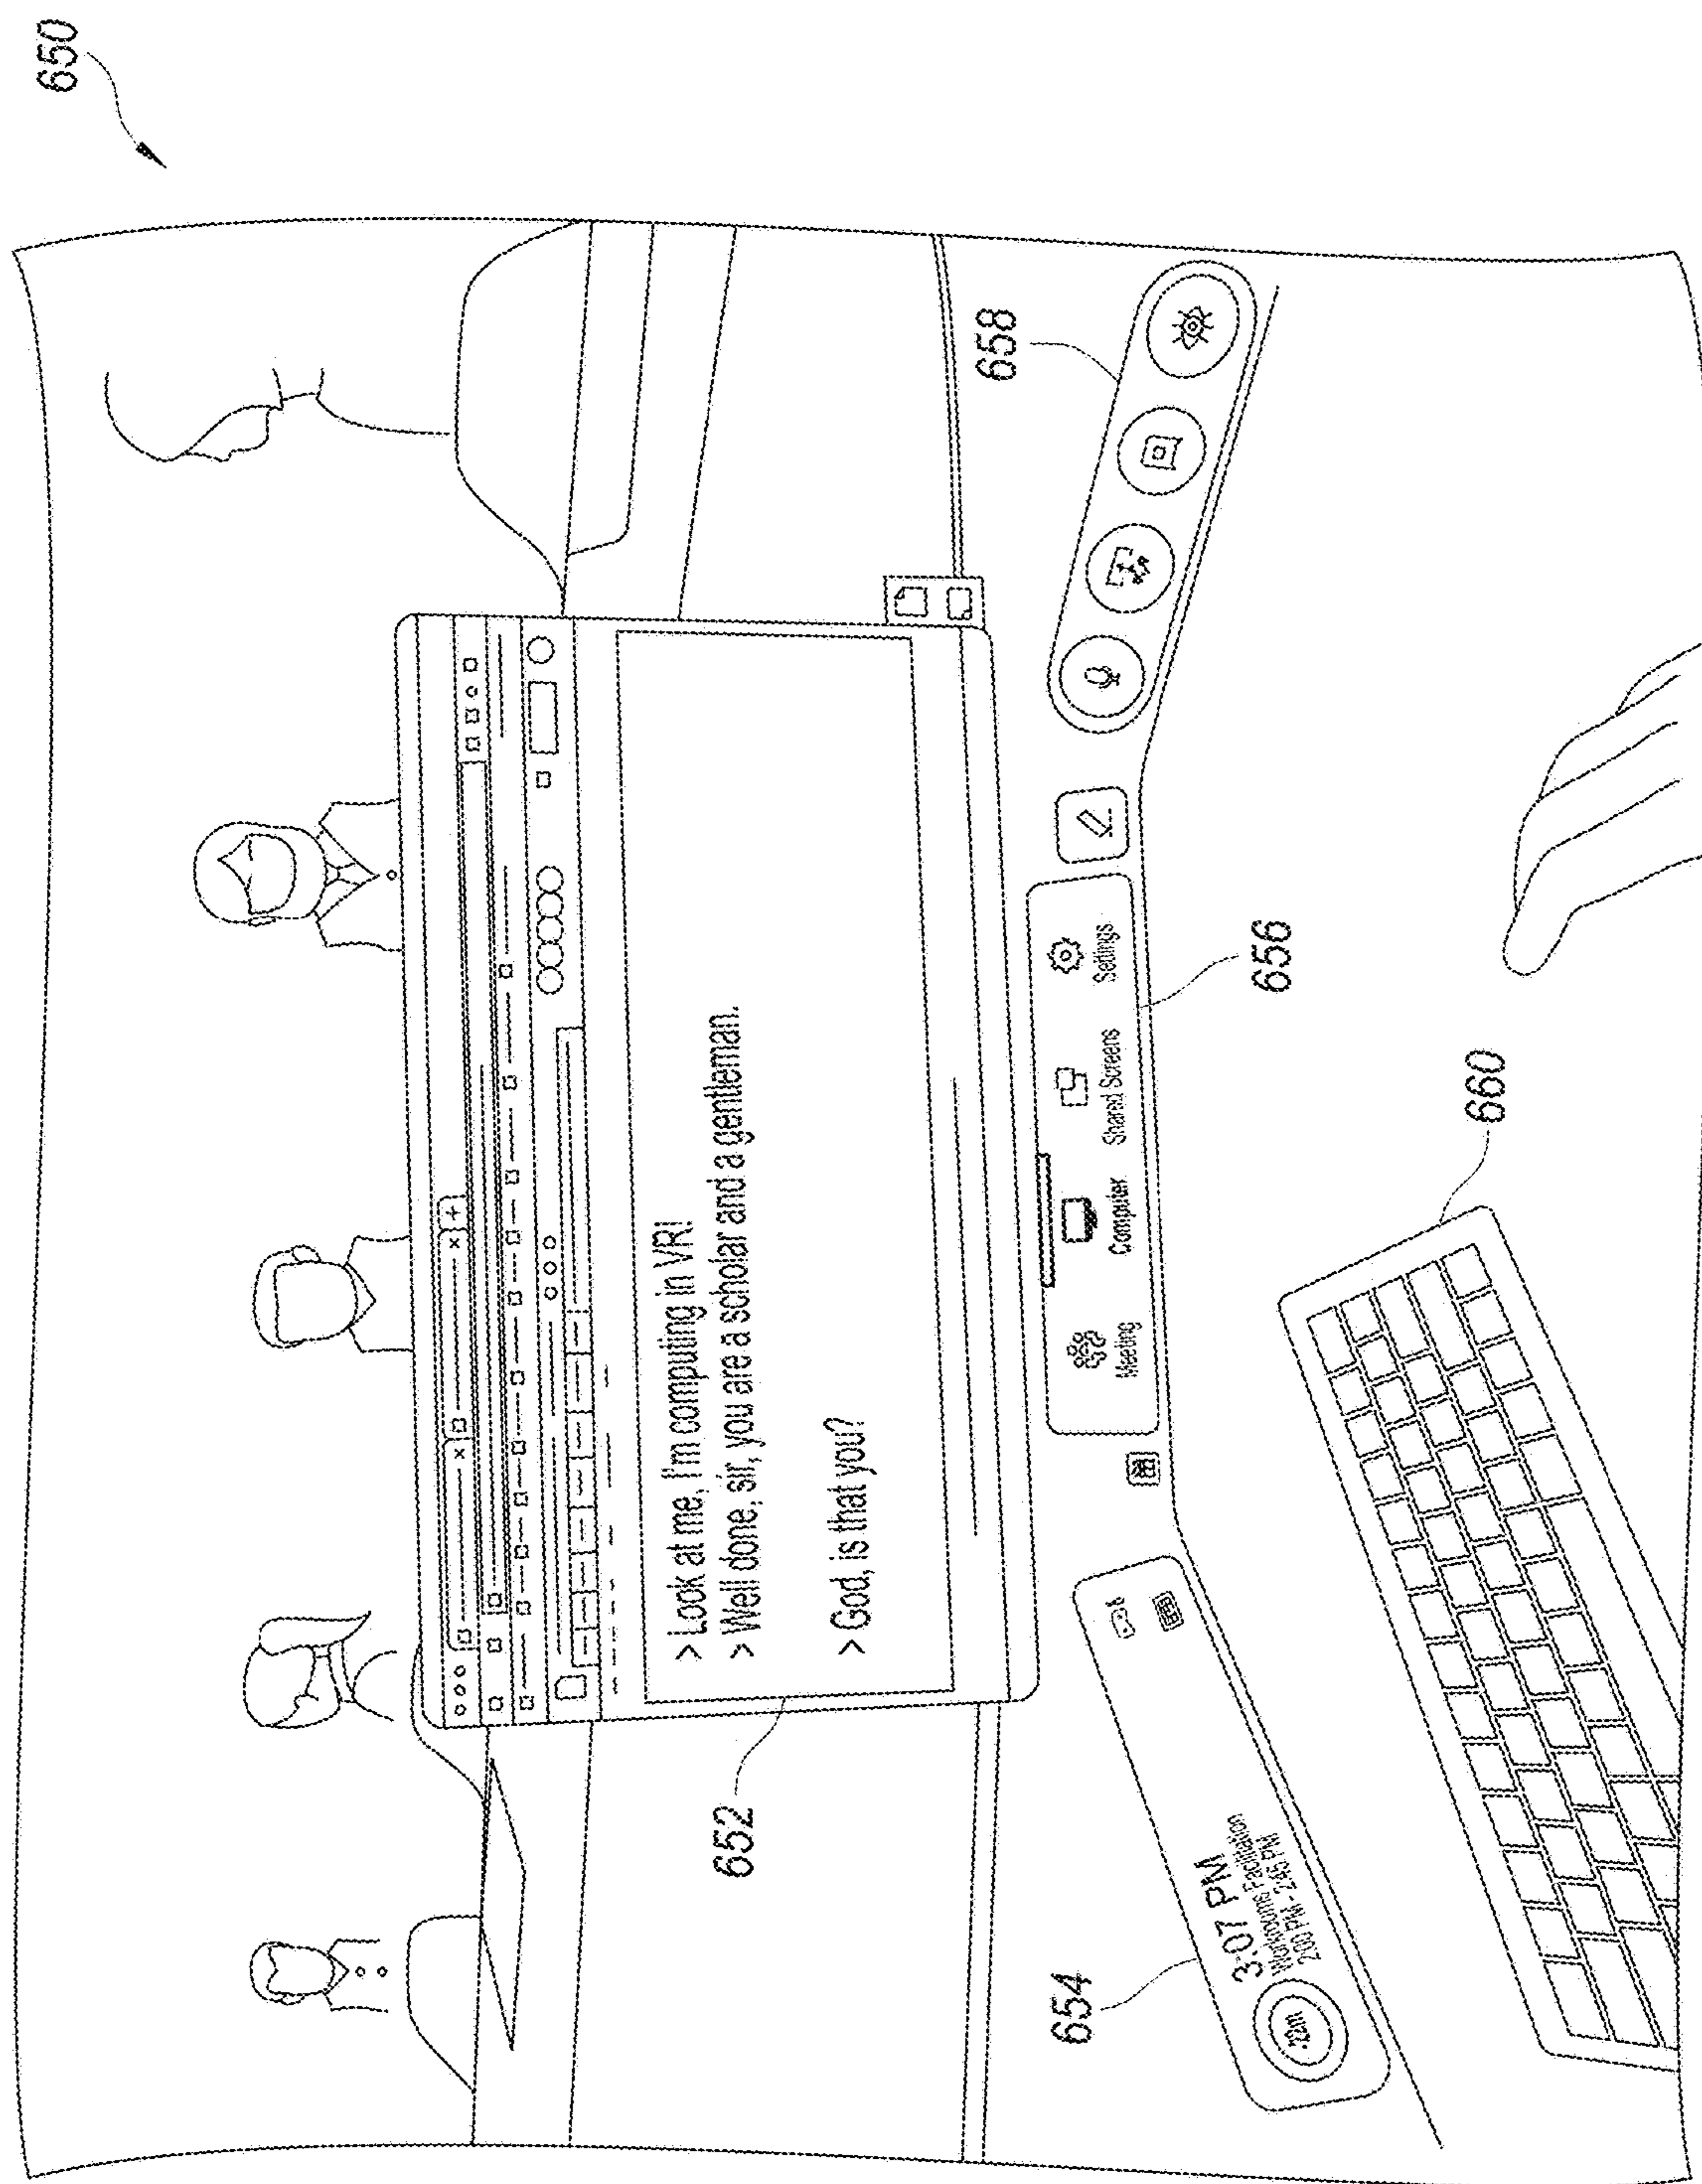 650
> Look at me, I'm computing in VR!
> Well done, sir, you are a scholar and a gentleman.
> God, is that you?
652
658
654
3:07 PM
Workrooms Facilitation
2:00 PM - 2:45 PM
Meeting
Computer
Shared Screens
Settings
656
660